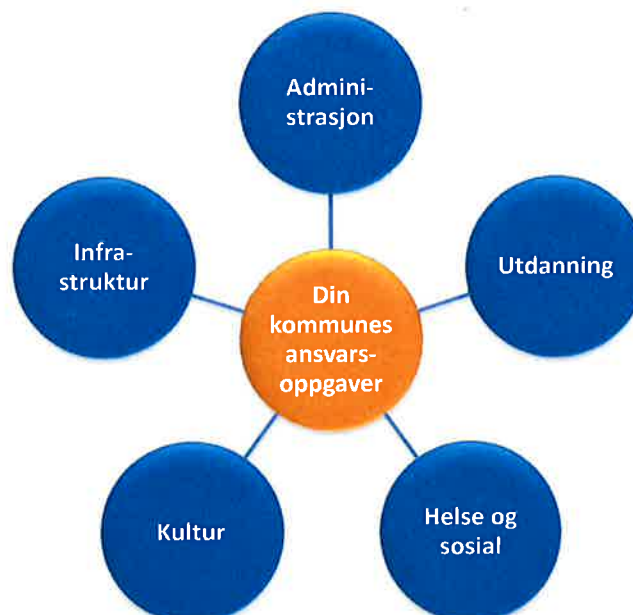 Admini-
strasjon
Infra-
struktur
Utdanning
Din
kommunes
ansvars-
oppgaver
Kultur
Helse og
sosial